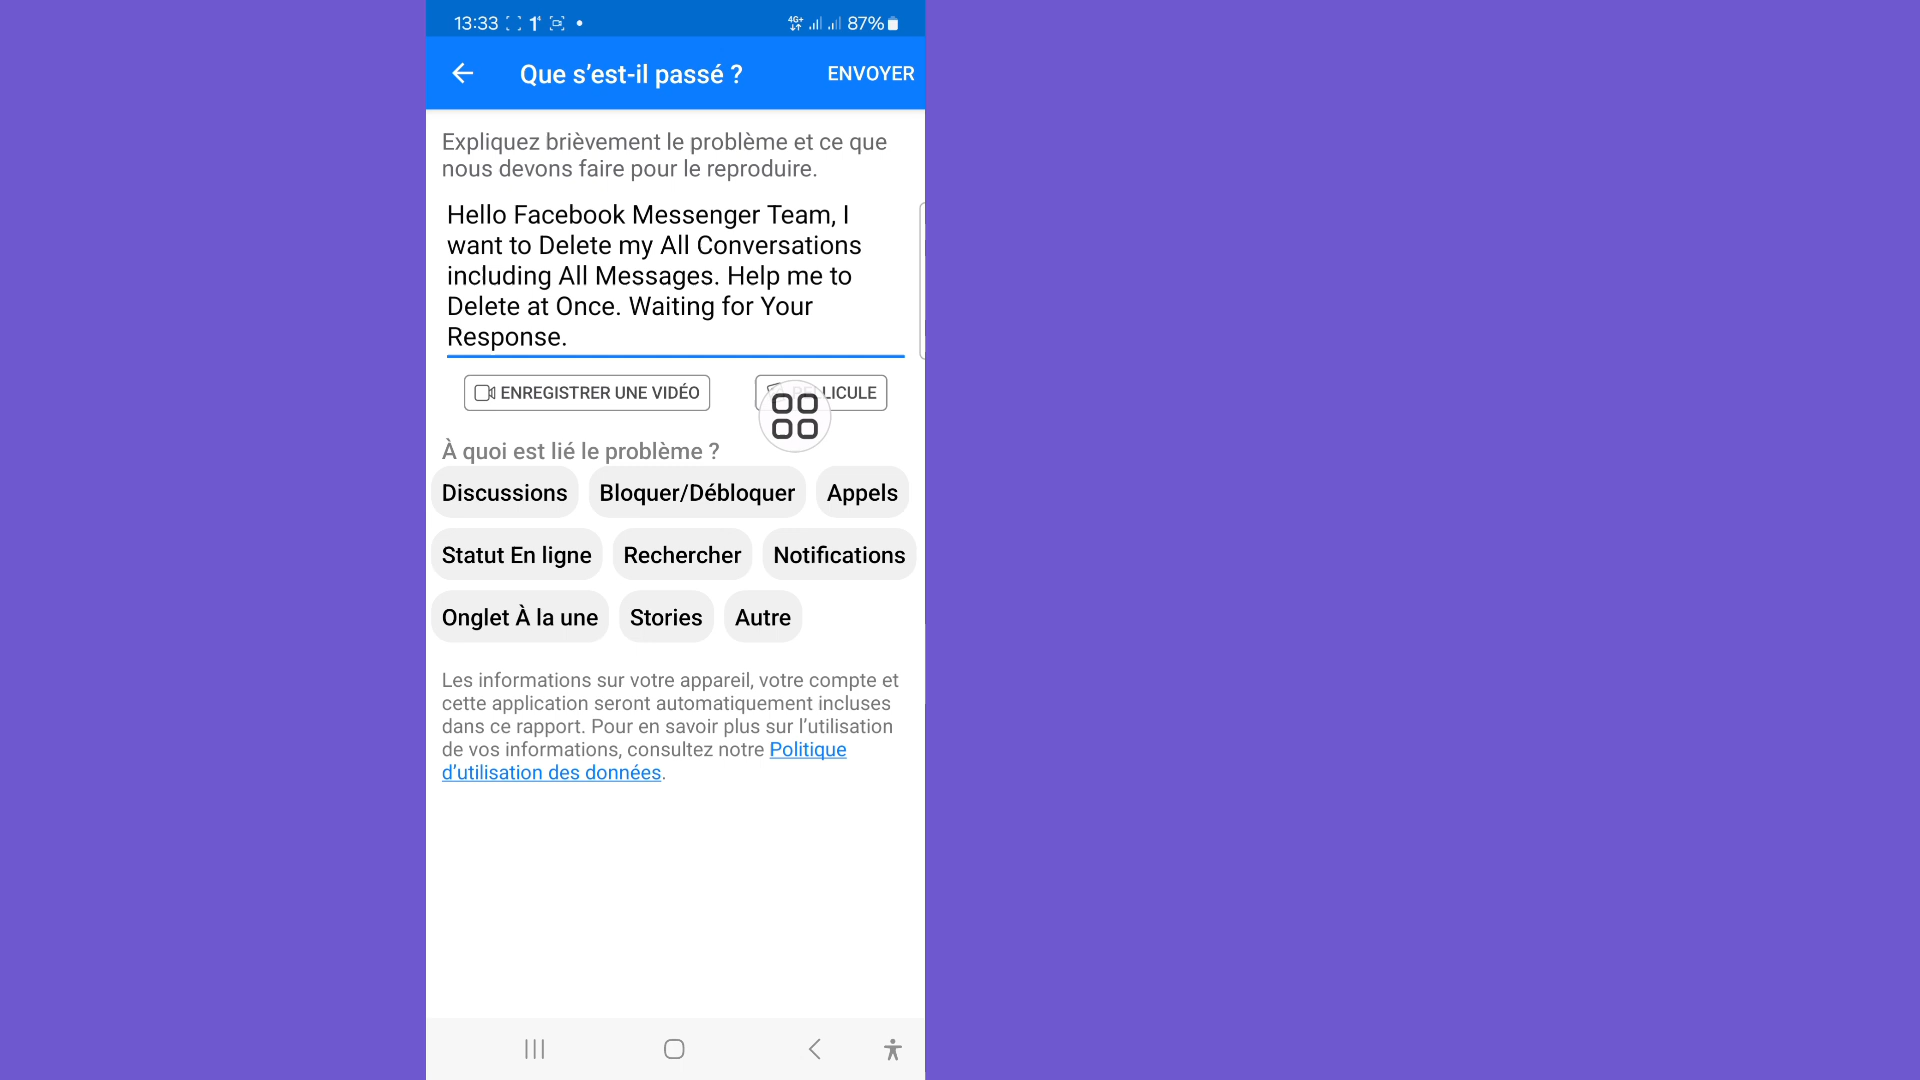 13:33
4G+ 87%
Que s’est-il passé ?
ENVOYER
Expliquez brièvement le problème et ce que
nous devons faire pour le reproduire.
Hello Facebook Messenger Team, I
want to Delete my All Conversations
including All Messages. Help me to
Delete at Once. Waiting for Your
Response.
ENREGISTRER UNE VIDÉO
PELLICULE
À quoi est lié le problème ?
Discussions Bloquer/Débloquer Appels
Statut En ligne Rechercher Notifications
Onglet À la une Stories Autre
Les informations sur votre appareil, votre compte et
cette application seront automatiquement incluses
dans ce rapport. Pour en savoir plus sur l’utilisation
de vos informations, consultez notre Politique
d’utilisation des données.